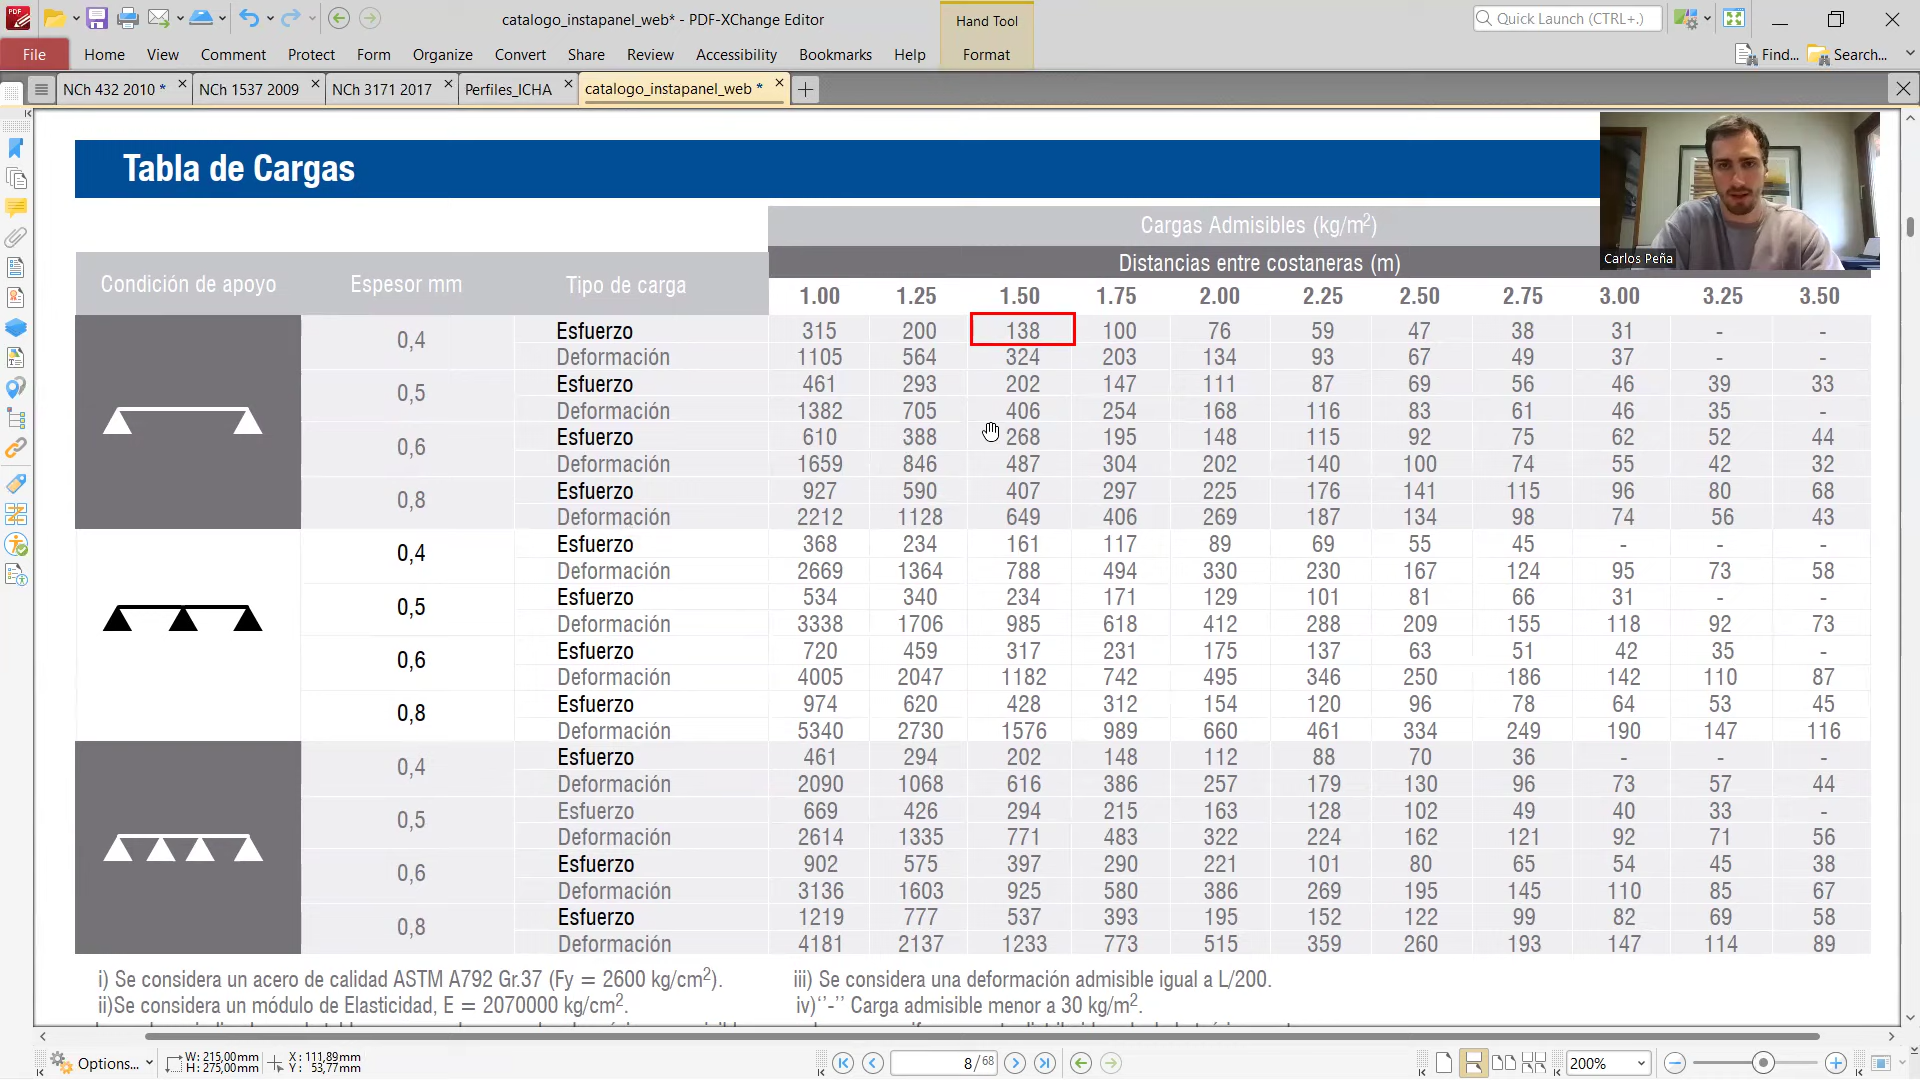 catalogo_instapanel_web* - PDF-XChange Editor
Hand Tool
Quick Launch (CTRL+.)
File Home View Comment Protect Form Organize Convert Share Review Accessibility Bookmarks Help Format Find... Search...
NCh 432 2010 * NCh 1537 2009 NCh 3171 2017 Perfiles_ICHA catalogo_instapanel_web *
Tabla de Cargas
Carlos Peña
Cargas Admisibles (kg/m2)
Distancias entre costaneras (m)
Condición de apoyo Espesor mm Tipo de carga
1.00 1.25 1.50 1.75 2.00 2.25 2.50 2.75 3.00 3.25 3.50
0,4 Esfuerzo 315 200 138 100 76 59 47 38 31 - -
Deformación 1105 564 324 203 134 93 67 49 37 - -
0,5 Esfuerzo 461 293 202 147 111 87 69 56 46 39 33
Deformación 1382 705 406 254 168 116 83 61 46 35 -
0,6 Esfuerzo 610 388 268 195 148 115 92 75 62 52 44
Deformación 1659 846 487 304 202 140 100 74 55 42 32
0,8 Esfuerzo 927 590 407 297 225 176 141 115 96 80 68
Deformación 2212 1128 649 406 269 187 134 98 74 56 43
0,4 Esfuerzo 368 234 161 117 89 69 55 45 - - -
Deformación 2669 1364 788 494 330 230 167 124 95 73 58
0,5 Esfuerzo 534 340 234 171 129 101 81 66 31 - -
Deformación 3338 1706 985 618 412 288 209 155 118 92 73
0,6 Esfuerzo 720 459 317 231 175 137 63 51 42 35 -
Deformación 4005 2047 1182 742 495 346 250 186 142 110 87
0,8 Esfuerzo 974 620 428 312 154 120 96 78 64 53 45
Deformación 5340 2730 1576 989 660 461 334 249 190 147 116
0,4 Esfuerzo 461 294 202 148 112 88 70 36 - - -
Deformación 2090 1068 616 386 257 179 130 96 73 57 44
0,5 Esfuerzo 669 426 294 215 163 128 102 49 40 33 -
Deformación 2614 1335 771 483 322 224 162 121 92 71 56
0,6 Esfuerzo 902 575 397 290 221 101 80 65 54 45 38
Deformación 3136 1603 925 580 386 269 195 145 110 85 67
0,8 Esfuerzo 1219 777 537 393 195 152 122 99 82 69 58
Deformación 4181 2137 1233 773 515 359 260 193 147 114 89
i) Se considera un acero de calidad ASTM A792 Gr.37 (Fy = 2600 kg/cm2).
ii)Se considera un módulo de Elasticidad, E = 2070000 kg/cm2.
iii) Se considera una deformación admisible igual a L/200.
iv)''-'' Carga admisible menor a 30 kg/m2.
Options... W: 215,00mm H: 275,00mm X: 111,89mm Y: 53,77mm 8/68 200%